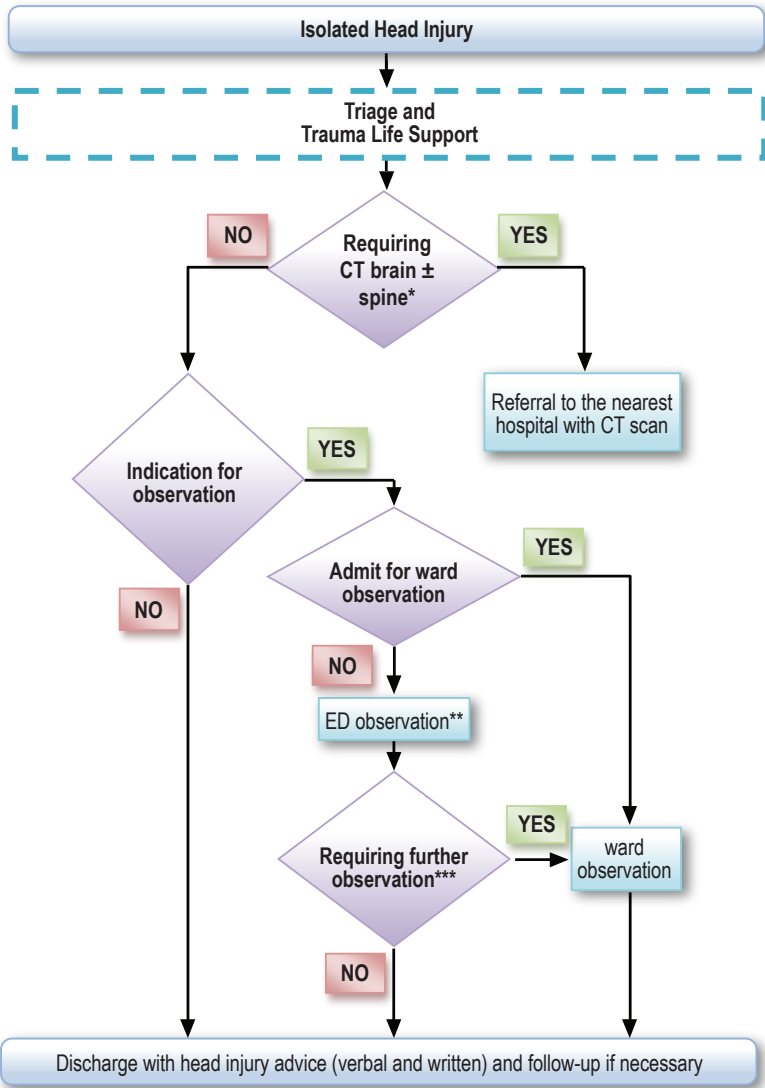 Isolated Head Injury
Triage and
Trauma Life Support
NO
YES
Requiring
CT brain ±
spine*
Referral to the nearest
hospital with CT scan
Indication for
observation
YES
NO
Admit for ward
observation
YES
NO
ED observation**
Requiring further
observation***
YES
ward
observation
NO
Discharge with head injury advice (verbal and written) and follow-up if necessary